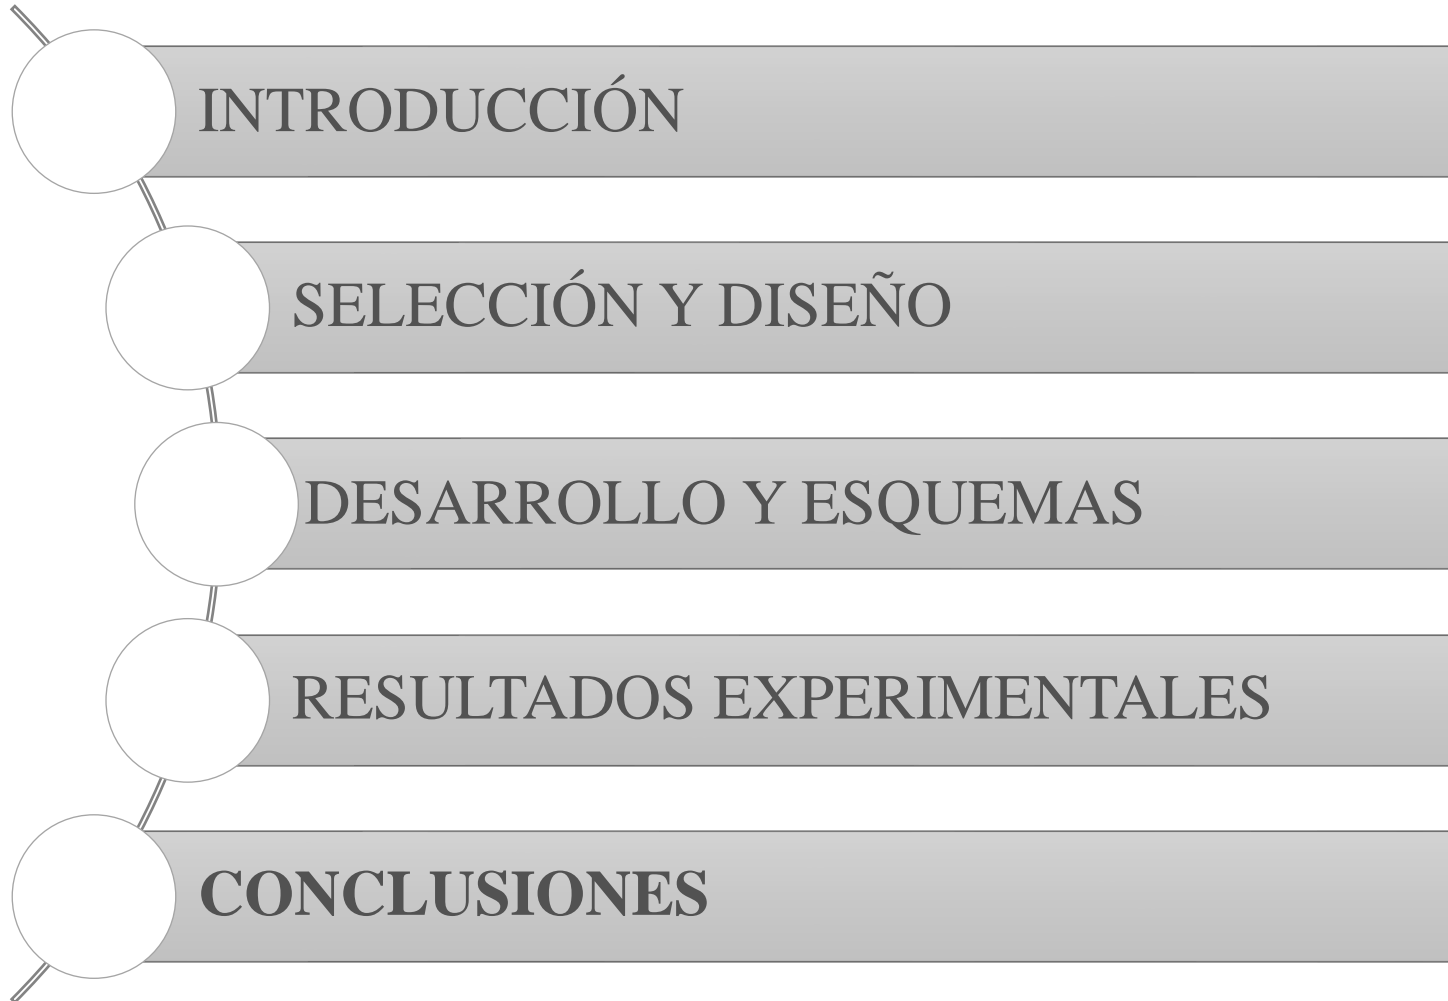 INTRODUCCIÓN
SELECCIÓN Y DISEÑO
DESARROLLO Y ESQUEMAS
RESULTADOS EXPERIMENTALES
CONCLUSIONES